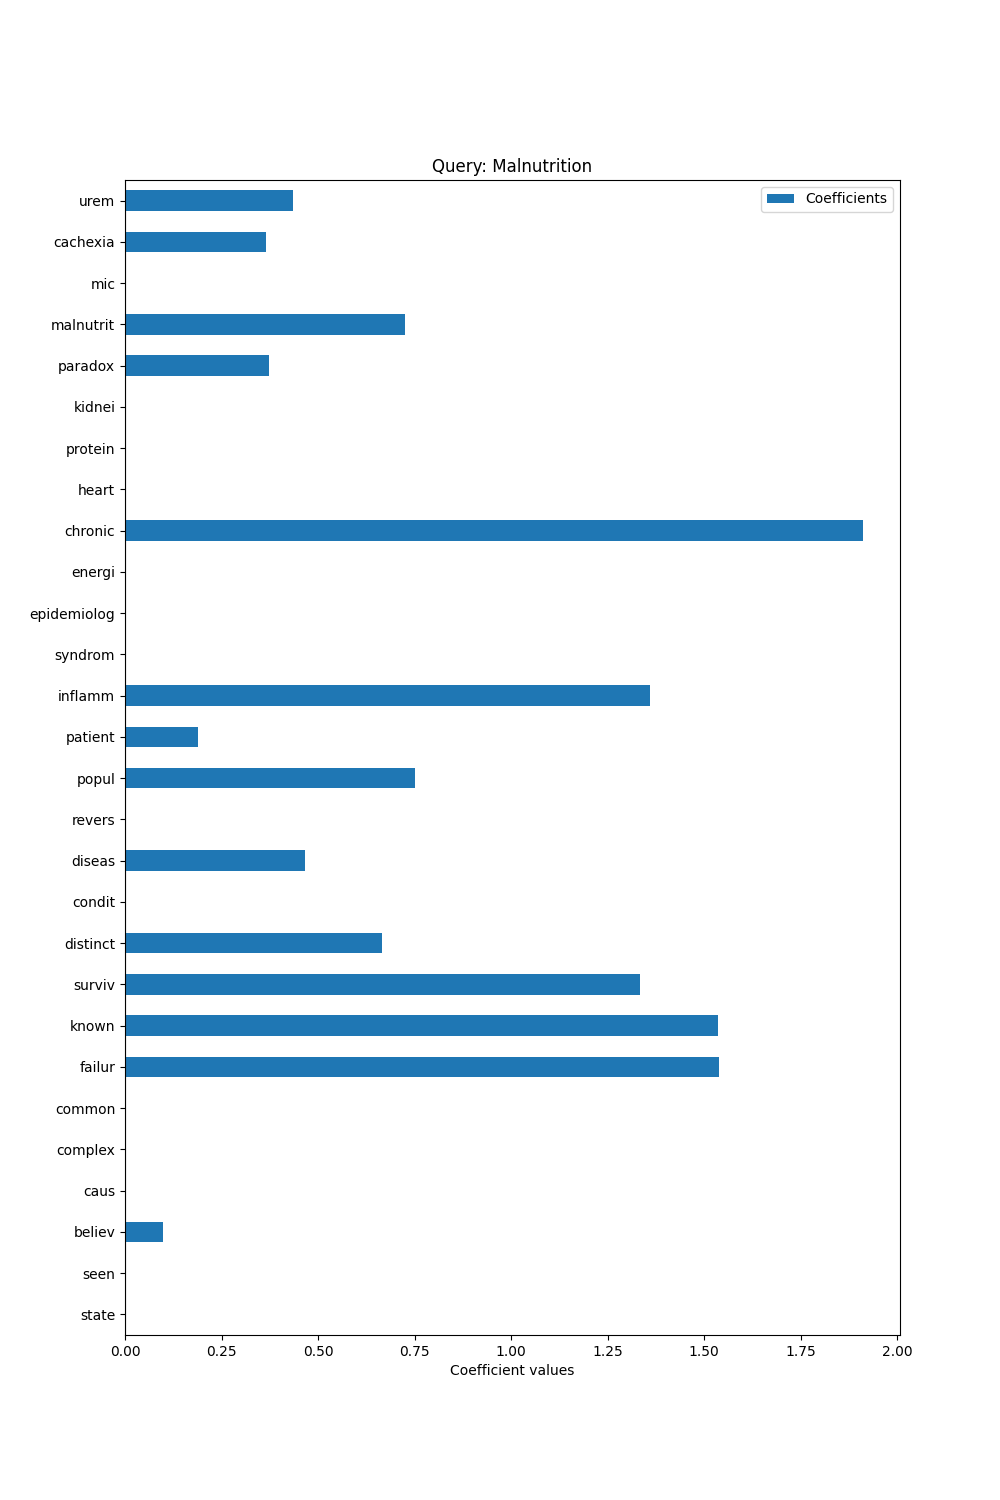 Query: Malnutrition
Coefficients
urem
cachexia
mic
malnutrit
paradox
kidnei
protein
heart
chronic
energi
epidemiolog
syndrom
inflamm
patient
popul
revers
diseas
condit
distinct
surviv
known
failur
common
complex
caus
believ
seen
state
0.00 0.25 0.50 0.75 1.00 1.25 1.50 1.75 2.00
Coefficient values